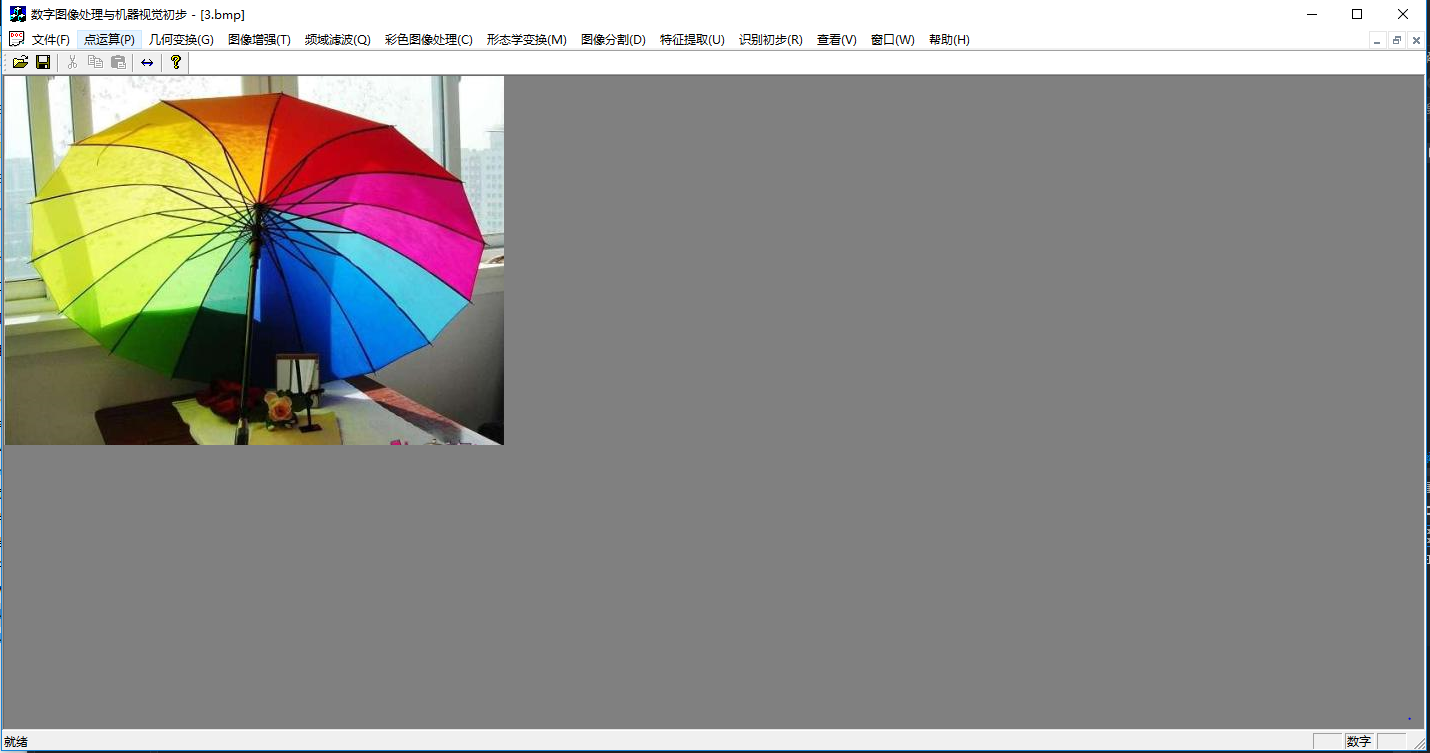 数字图像处理与机器视觉初步 - [3.bmp]
文件(F) 点运算(P) 几何变换(G) 图像增强(T) 频域滤波(Q) 彩色图像处理(C) 形态学变换(M) 图像分割(D) 特征提取(U) 识别初步(R) 查看(V) 窗口(W) 帮助(H)
就绪 数字